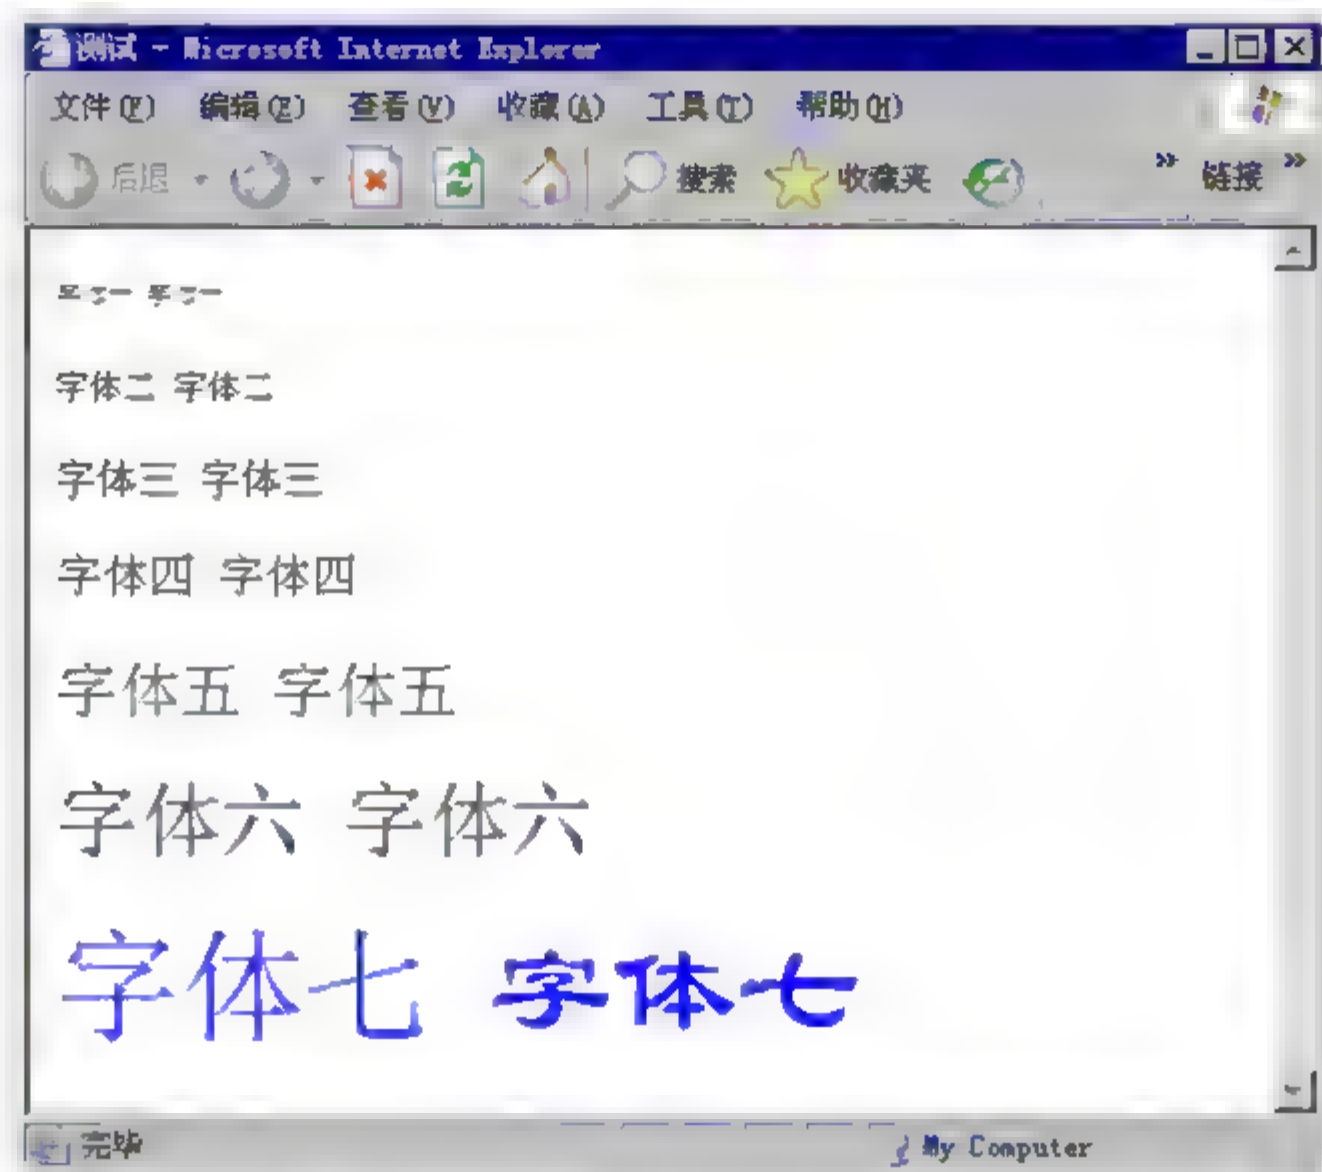 测试 - Microsoft Internet Explorer
文件(F) 编辑(E) 查看(V) 收藏(A) 工具(T) 帮助(H)
后退 搜索 收藏夹 » 链接 »
字体二 字体二
字体三 字体三
字体四 字体四
字体五 字体五
字体六 字体六
字体七 字体七
完毕 My Computer